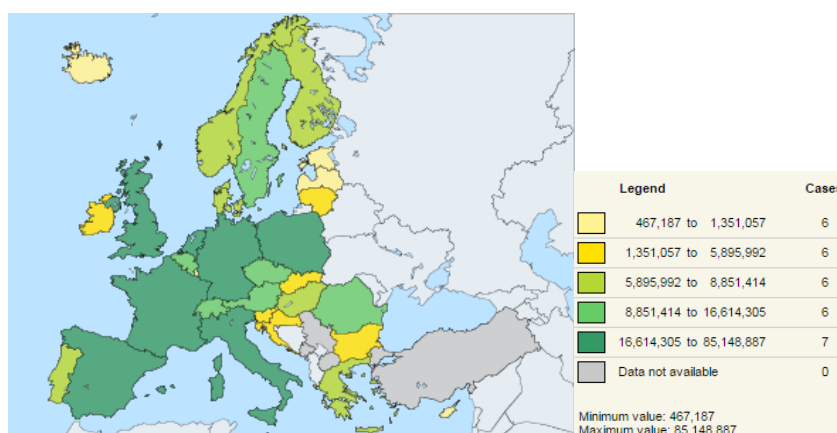 Legend Cases
467,187 to 1,351,057 6
1,351,057 to 5,895,992 6
5,895,992 to 8,851,414 6
8,851,414 to 16,614,305 6
16,614,305 to 85,148,887 7
Data not available 0
Minimum value: 467,187
Maximum value: 85,148,887